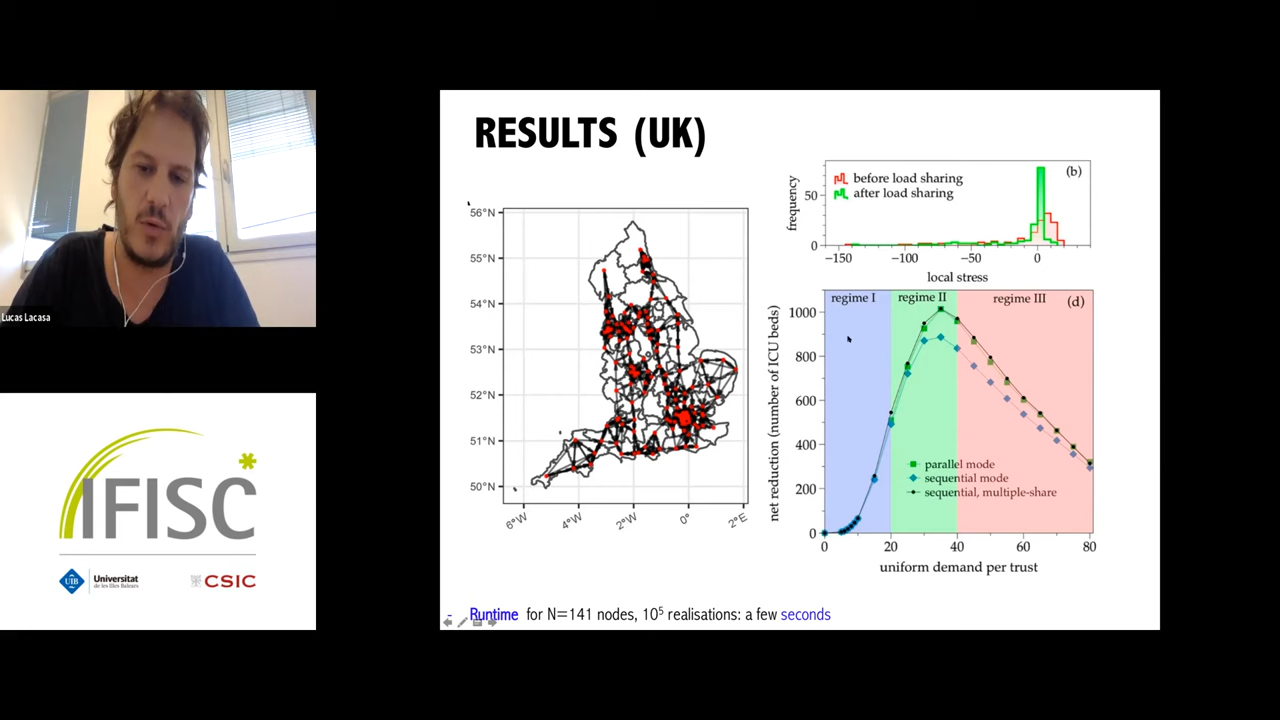 Lucas Lacasa
IFISC
UIB
Universitat
de les Illes Balears
CSIC
RESULTS (UK)
56°N
55°N
54°N
53°N
52°N
51°N
50°N
6°W
4°W
2°W
0°
2°E
(b)
before load sharing
after load sharing
frequency
50
0
−150
−100
−50
0
local stress
regime I
regime II
regime III
(d)
net reduction (number of ICU beds)
1000
800
600
400
200
0
parallel mode
sequential mode
sequential, multiple-share
0
20
40
60
80
uniform demand per trust
- Runtime for N=141 nodes, 10⁵ realisations: a few seconds